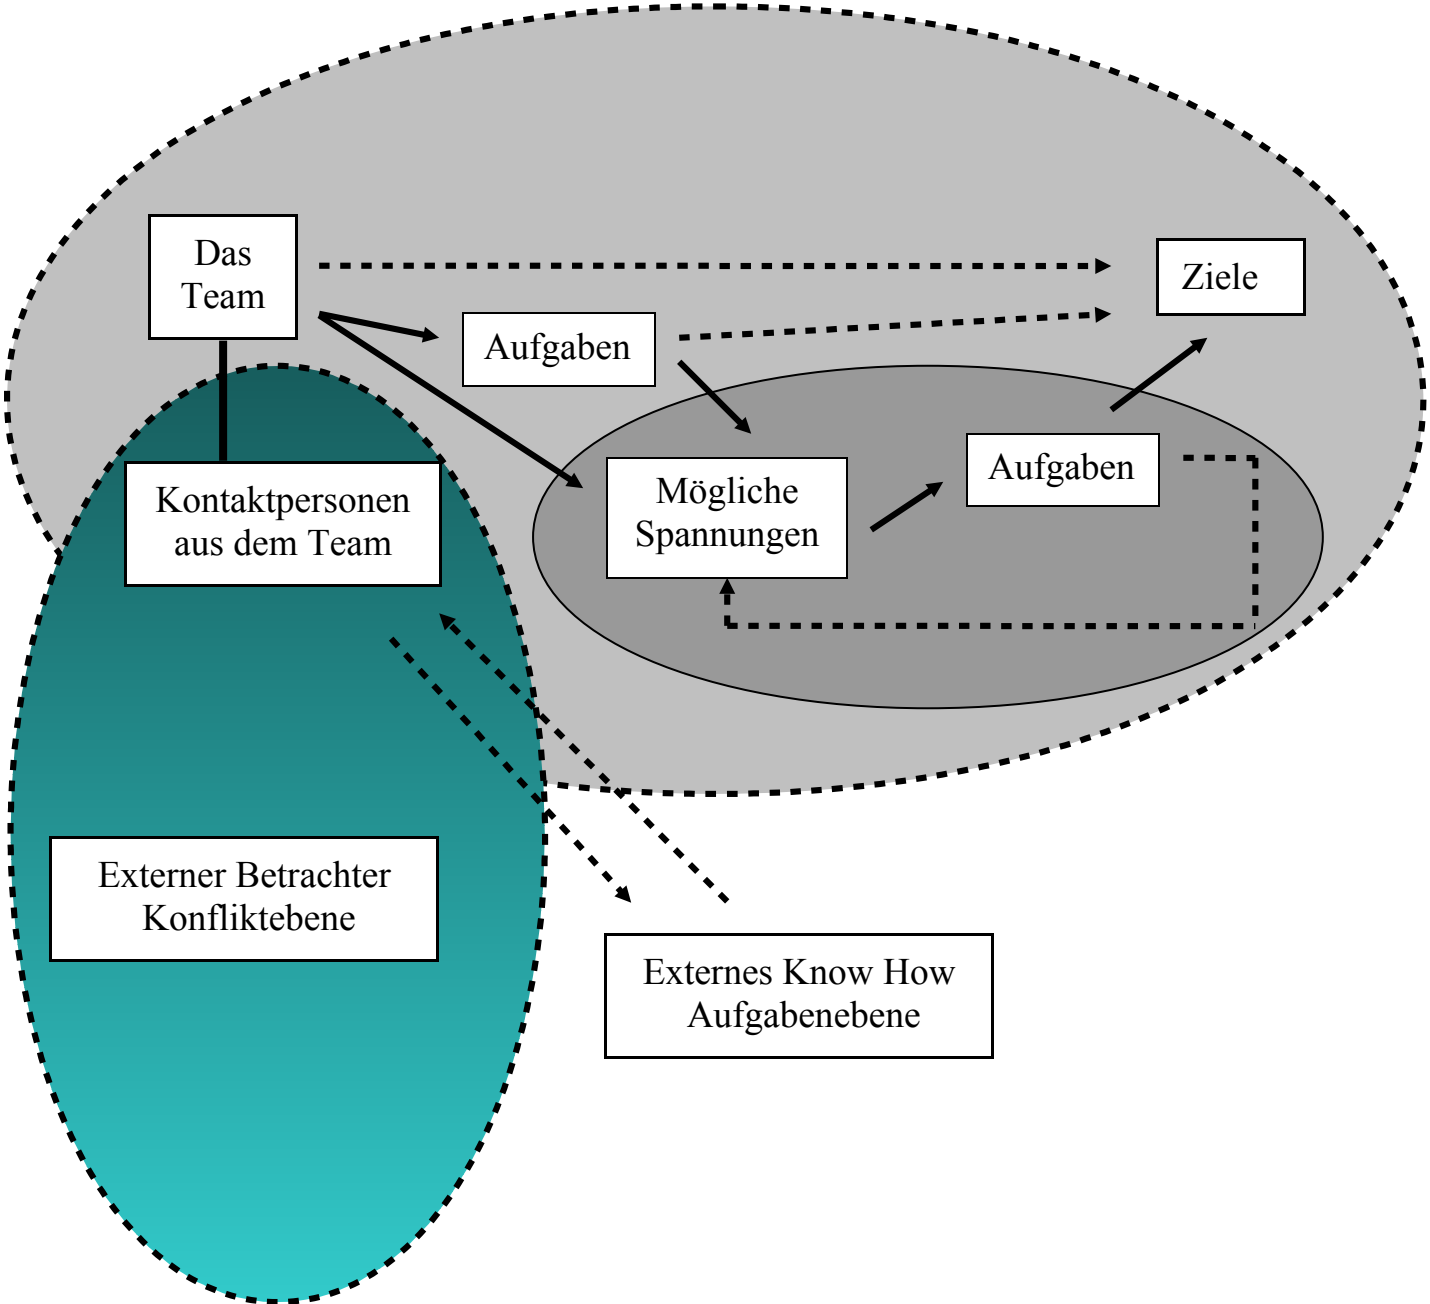 Das
Team
Ziele
Aufgaben
Aufgaben
Mögliche
Spannungen
Kontaktpersonen
aus dem Team
Externer Betrachter
Konfliktebene
Externes Know How
Aufgabenebene